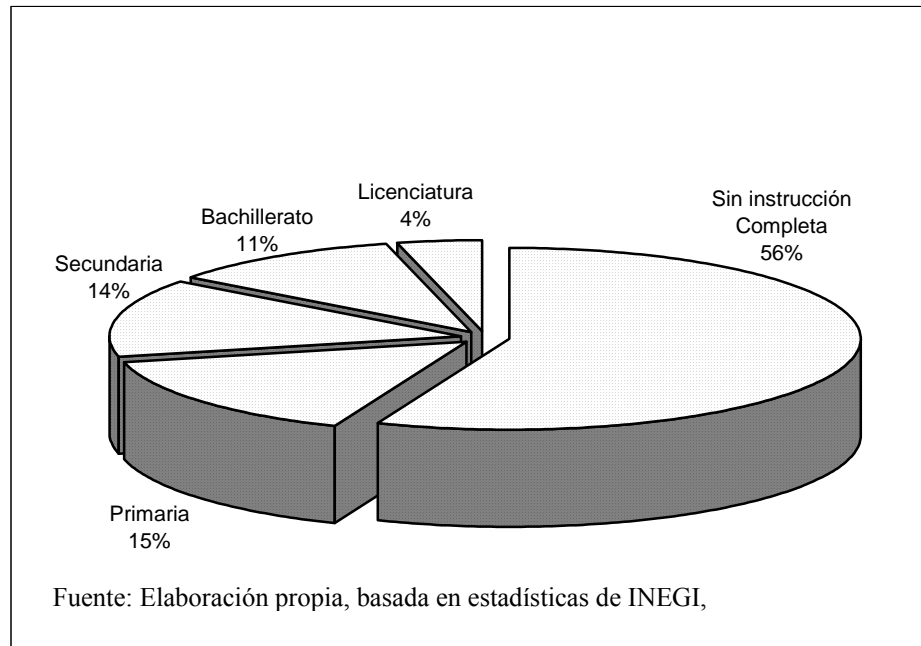 Licenciatura
4%
Bachillerato
11%
Sin instrucción
Completa
56%
Secundaria
14%
Primaria
15%
Fuente: Elaboración propia, basada en estadísticas de INEGI,